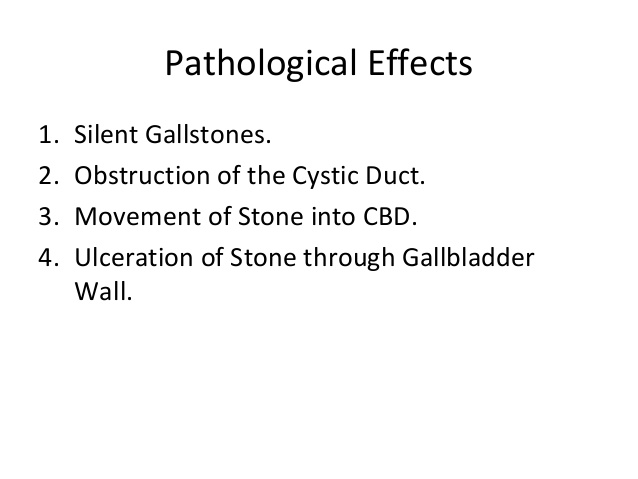 Pathological Effects
1. Silent Gallstones.
2. Obstruction of the Cystic Duct.
3. Movement of Stone into CBD.
4. Ulceration of Stone through Gallbladder
Wall.